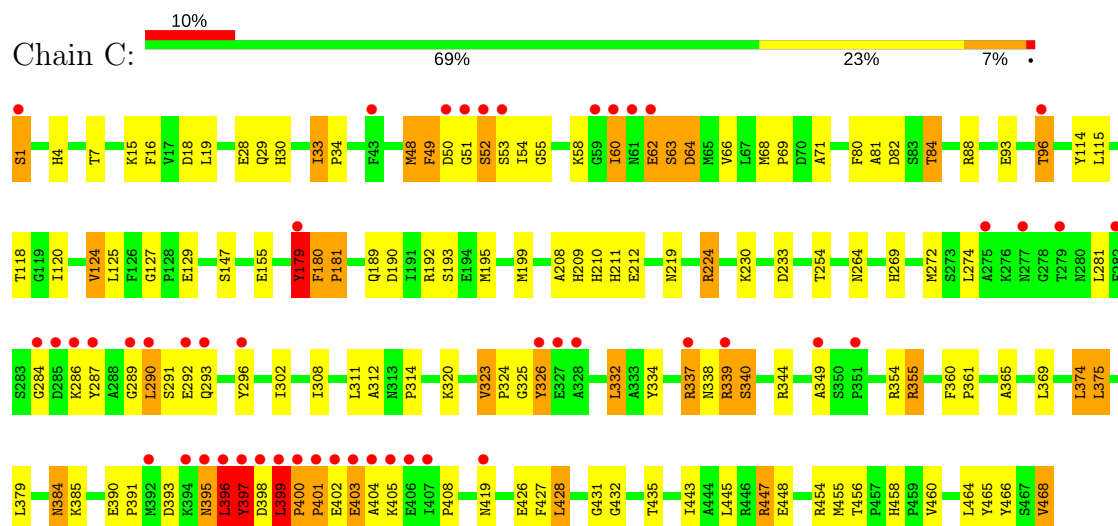 10%
Chain C:
69% 23% 7% •
S1 H4 T7 K15 F16 V17 D18 L19 E28 Q29 H30 I33 P34 F43 M48 F49 D50 G51 S52 S53 I54 G55 K58 G59 I60 N61 E62 S63 D64 M65 V66 L67 M68 P69 D70 A71 F80 A81 D82 S83 T84 R88 E93 T96 Y114 L115
T118 G119 I120 V124 L125 F126 G127 P128 E129 S147 E155 Y179 F180 P181 Q189 D190 I191 R192 S193 E194 M195 M199 A208 H209 H210 H211 E212 N219 R224 K230 D233 T254 N264 H269 M272 S273 L274 A275 K276 N277 G278 T279 N280 L281
S283 G284 D285 K286 Y287 A288 G289 L290 S291 E292 Q293 Y296 I302 I308 L311 A312 N313 P314 K320 V323 P324 G325 Y326 E327 A328 L332 A333 Y334 R337 N338 R339 S340 R344 A349 S350 P351 R354 R355 F360 P361 A365 L369 L374 L375
L379 N384 K385 E390 P391 M392 D393 K394 N395 L396 Y397 D398 L399 P400 P401 E402 E403 A404 K405 E406 I407 P408 N419 E426 F427 L428 G431 G432 T435 I443 A444 L445 R446 R447 E448 R454 M455 T456 P457 H458 P459 V460 L464 Y465 Y466 S467 V468